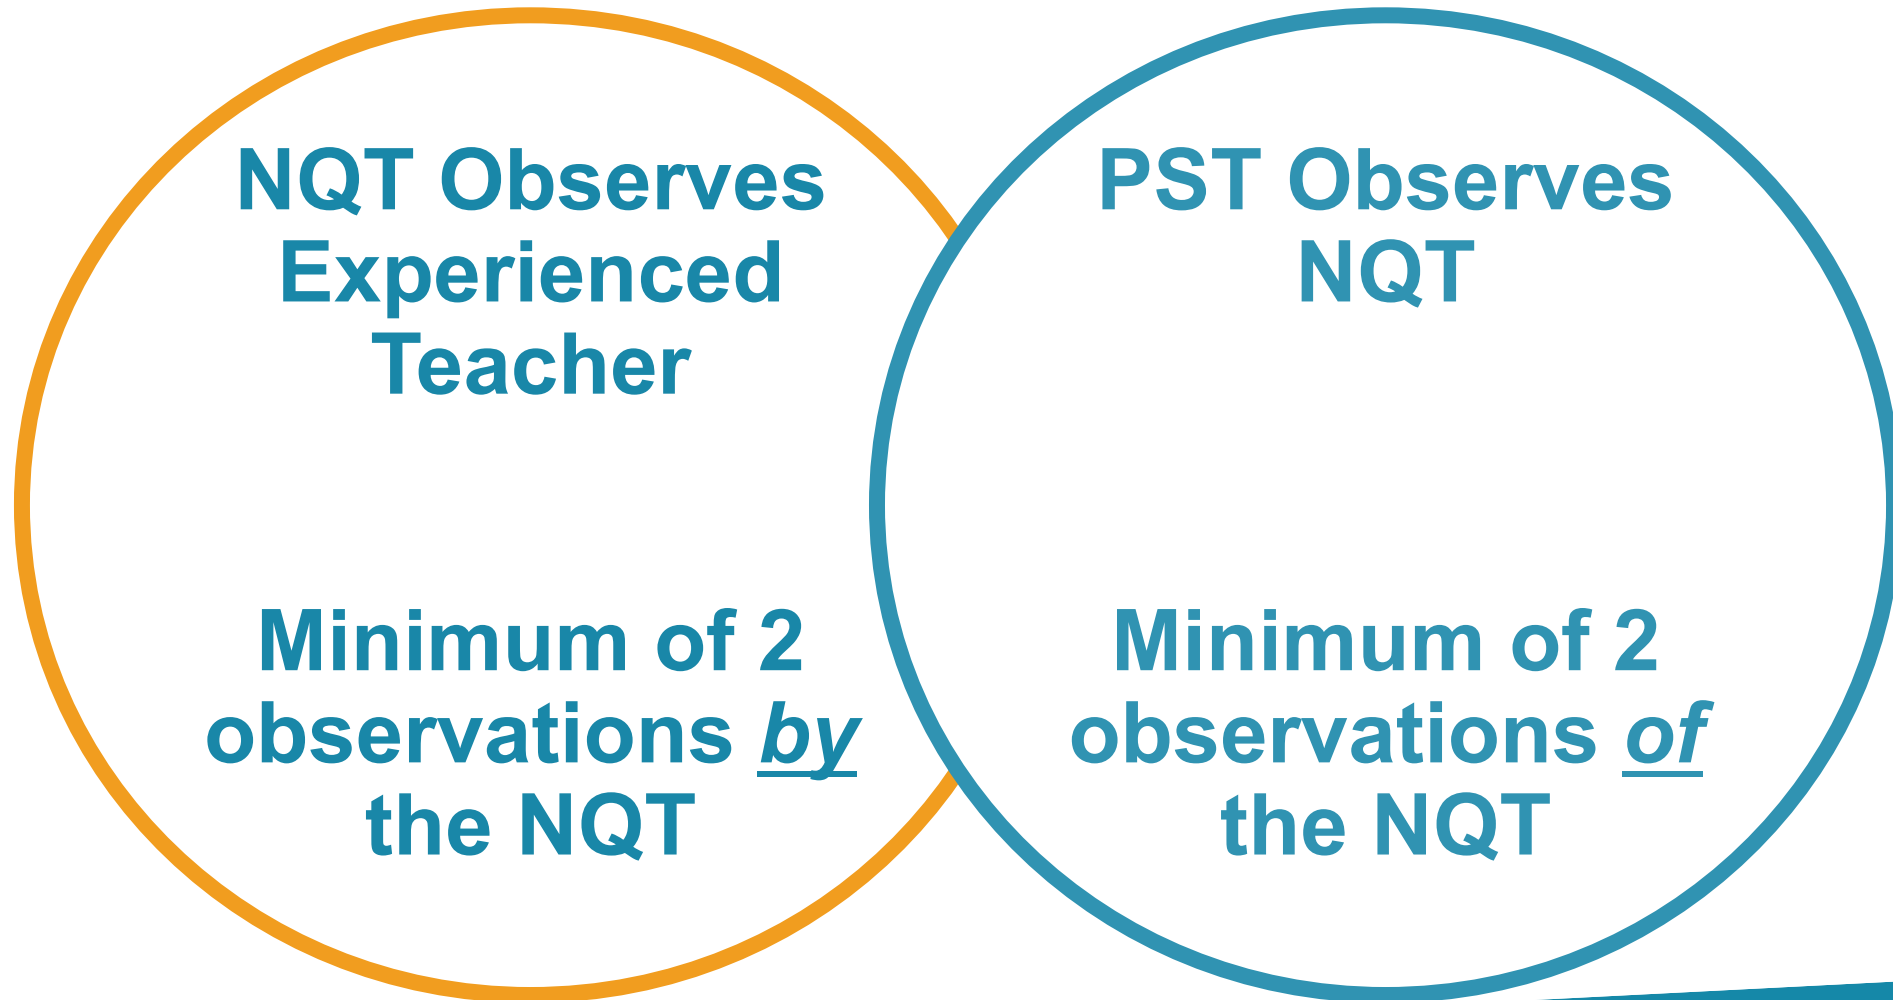 NQT Observes
Experienced
Teacher
Minimum of 2
observations by
the NQT
PST Observes
NQT
Minimum of 2
observations of
the NQT